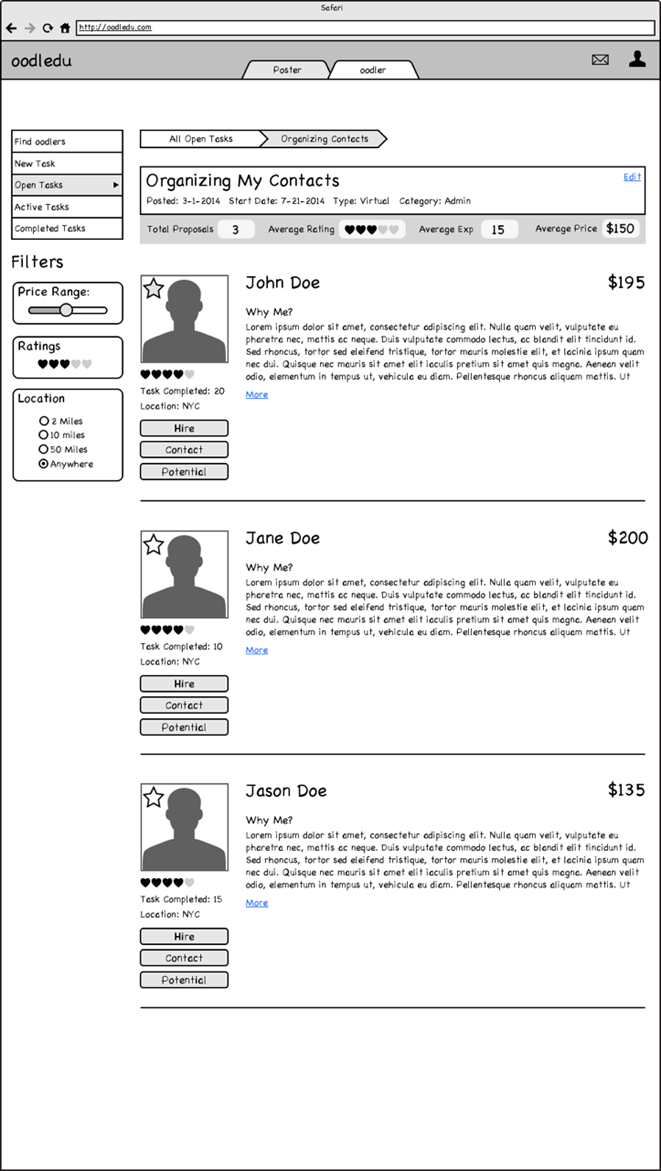 Safari
http://oodledu.com
oodledu
Poster
oodler
Find oodlers
New Task
Open Tasks
Active Tasks
Completed Tasks
Filters
Price Range:
Ratings
Location
2 Miles
10 miles
50 Miles
Anywhere
All Open Tasks
Organizing Contacts
Organizing My Contacts
Edit
Posted: 3-1-2014 Start Date: 7-21-2014 Type: Virtual Category: Admin
Total Proposals 3 Average Rating Average Exp 15 Average Price $150
John Doe
$195
Why Me?
Lorem ipsum dolor sit amet, consectetur adipiscing elit. Nulla quam velit, vulputate eu
pharetra nec, mattis ac neque. Duis vulputate commodo lectus, ac blandit elit tincidunt id.
Sed rhoncus, tortor sed eleifend tristique, tortor mauris molestie elit, et lacinia ipsum quam
nec dui. Quisque nec mauris sit amet elit iaculis pretium sit amet quis magna. Aenean velit
odio, elementum in tempus ut, vehicula eu diam. Pellentesque rhoncus aliquam mattis. Ut
More
Task Completed: 20
Location: NYC
Hire
Contact
Potential
Jane Doe
$200
Why Me?
Lorem ipsum dolor sit amet, consectetur adipiscing elit. Nulla quam velit, vulputate eu
pharetra nec, mattis ac neque. Duis vulputate commodo lectus, ac blandit elit tincidunt id.
Sed rhoncus, tortor sed eleifend tristique, tortor mauris molestie elit, et lacinia ipsum quam
nec dui. Quisque nec mauris sit amet elit iaculis pretium sit amet quis magna. Aenean velit
odio, elementum in tempus ut, vehicula eu diam. Pellentesque rhoncus aliquam mattis. Ut
More
Task Completed: 10
Location: NYC
Hire
Contact
Potential
Jason Doe
$135
Why Me?
Lorem ipsum dolor sit amet, consectetur adipiscing elit. Nulla quam velit, vulputate eu
pharetra nec, mattis ac neque. Duis vulputate commodo lectus, ac blandit elit tincidunt id.
Sed rhoncus, tortor sed eleifend tristique, tortor mauris molestie elit, et lacinia ipsum quam
nec dui. Quisque nec mauris sit amet elit iaculis pretium sit amet quis magna. Aenean velit
odio, elementum in tempus ut, vehicula eu diam. Pellentesque rhoncus aliquam mattis. Ut
More
Task Completed: 15
Location: NYC
Hire
Contact
Potential